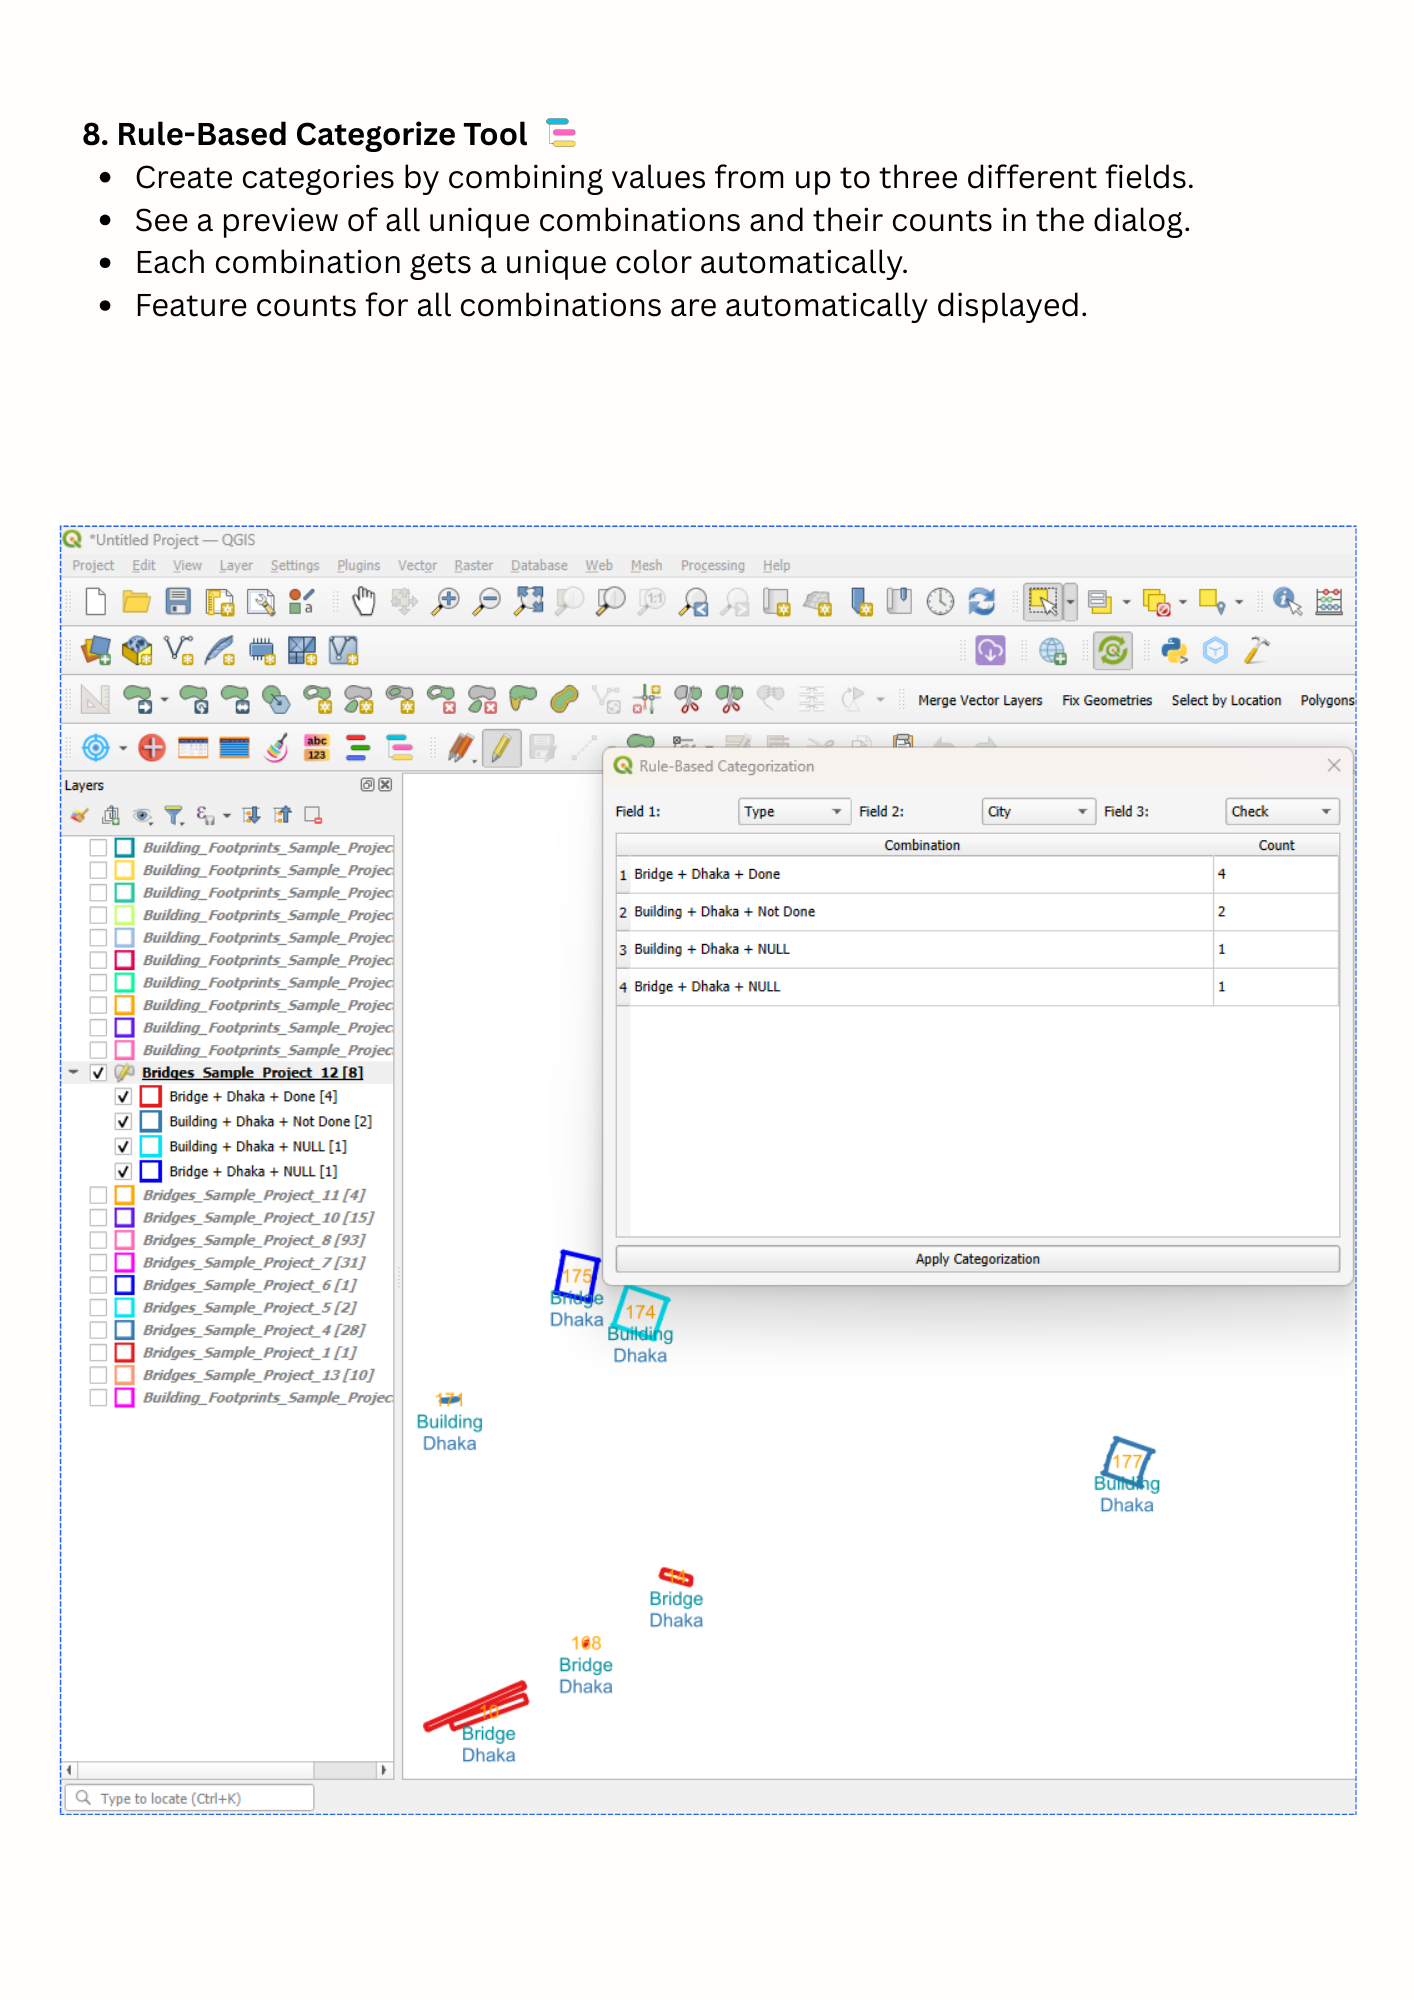 8. Rule-Based Categorize Tool
Create categories by combining values from up to three different fields.
See a preview of all unique combinations and their counts in the dialog.
Each combination gets a unique color automatically.
Feature counts for all combinations are automatically displayed.
*Untitled Project — QGIS
Project Edit View Layer Settings Plugins Vector Raster Database Web Mesh Processing Help
Merge Vector Layers Fix Geometries Select by Location Polygons
abc
123
Layers
Building_Footprints_Sample_Projec
Building_Footprints_Sample_Projec
Building_Footprints_Sample_Projec
Building_Footprints_Sample_Projec
Building_Footprints_Sample_Projec
Building_Footprints_Sample_Projec
Building_Footprints_Sample_Projec
Building_Footprints_Sample_Projec
Building_Footprints_Sample_Projec
Building_Footprints_Sample_Projec
Bridges_Sample_Project_12 [8]
Bridge + Dhaka + Done [4]
Building + Dhaka + Not Done [2]
Building + Dhaka + NULL [1]
Bridge + Dhaka + NULL [1]
Bridges_Sample_Project_11 [4]
Bridges_Sample_Project_10 [15]
Bridges_Sample_Project_8 [93]
Bridges_Sample_Project_7 [31]
Bridges_Sample_Project_6 [1]
Bridges_Sample_Project_5 [2]
Bridges_Sample_Project_4 [28]
Bridges_Sample_Project_1 [1]
Bridges_Sample_Project_13 [10]
Building_Footprints_Sample_Projec
Rule-Based Categorization
Field 1: Type Field 2: City Field 3: Check
Combination Count
1 Bridge + Dhaka + Done 4
2 Building + Dhaka + Not Done 2
3 Building + Dhaka + NULL 1
4 Bridge + Dhaka + NULL 1
Apply Categorization
175
Bridge
Dhaka
174
Building
Dhaka
171
Building
Dhaka
177
Building
Dhaka
14
Bridge
Dhaka
168
Bridge
Dhaka
10
Bridge
Dhaka
Type to locate (Ctrl+K)